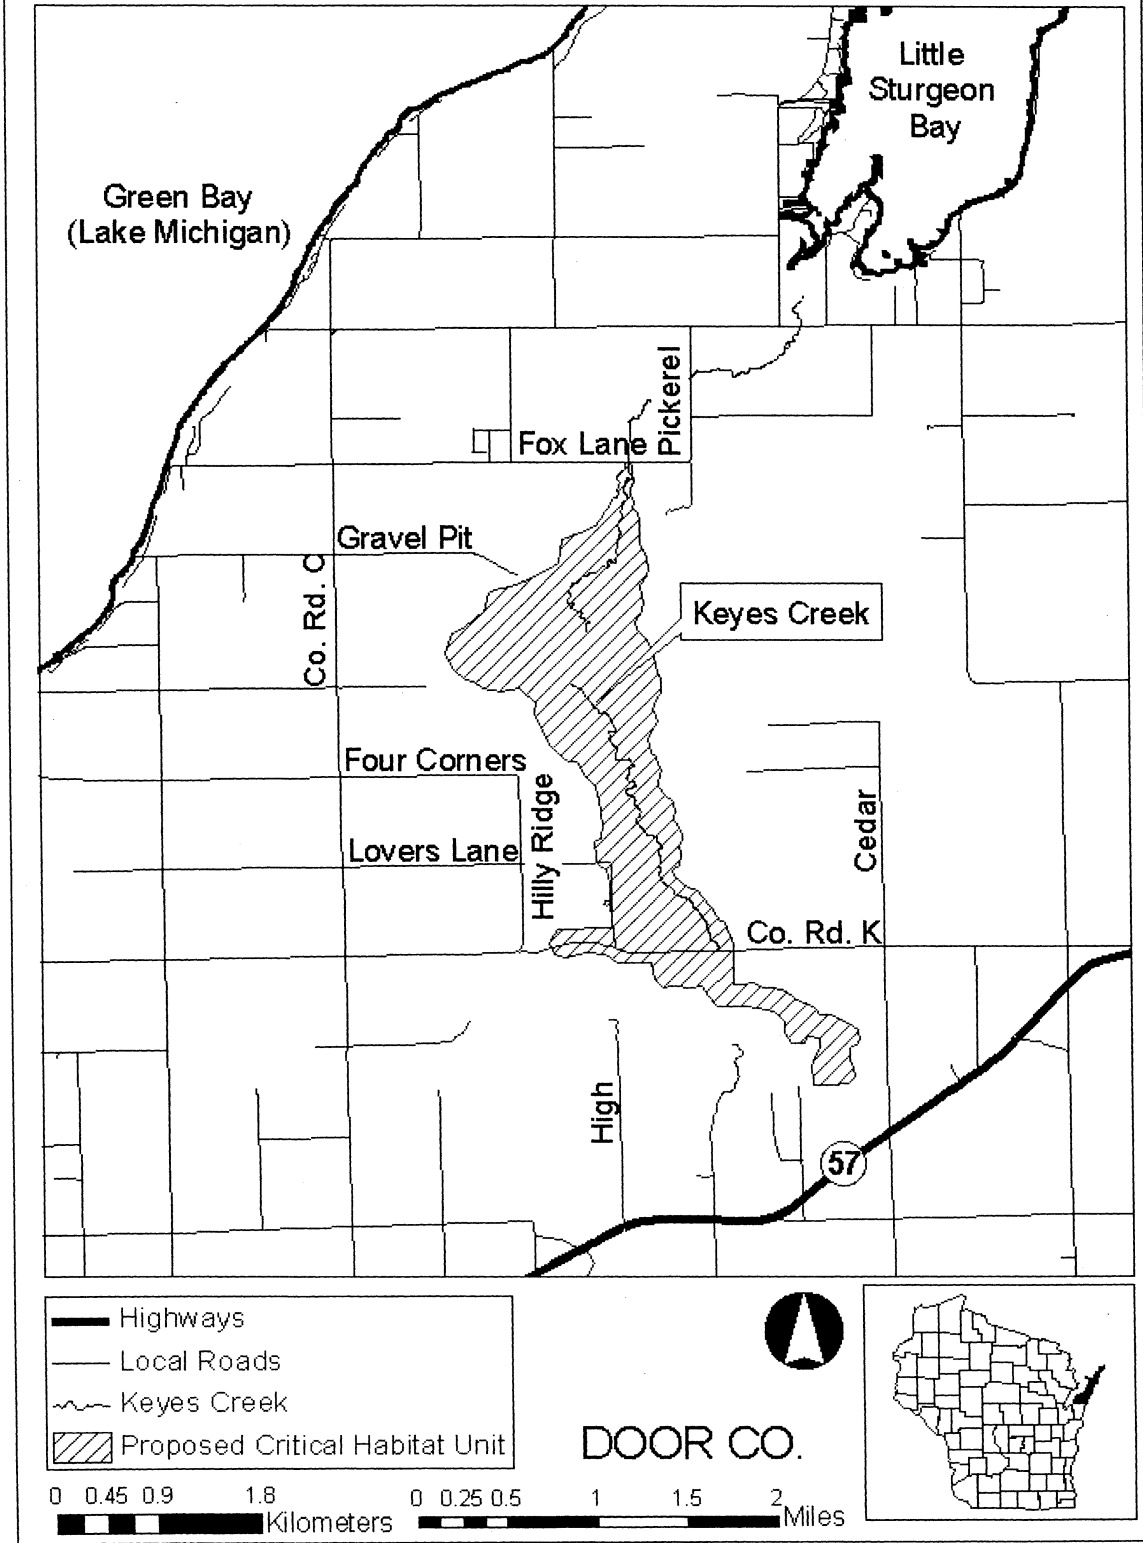 Little
Sturgeon
Bay
Green Bay
(Lake Michigan)
Pickerel
Fox Lane
Gravel Pit
Co. Rd. C
Keyes Creek
Four Corners
Hilly Ridge
Cedar
Lovers Lane
Co. Rd. K
High
57
Highways
Local Roads
Keyes Creek
Proposed Critical Habitat Unit
DOOR CO.
0 0.45 0.9 1.8
Kilometers
0 0.25 0.5 1 1.5 2
Miles